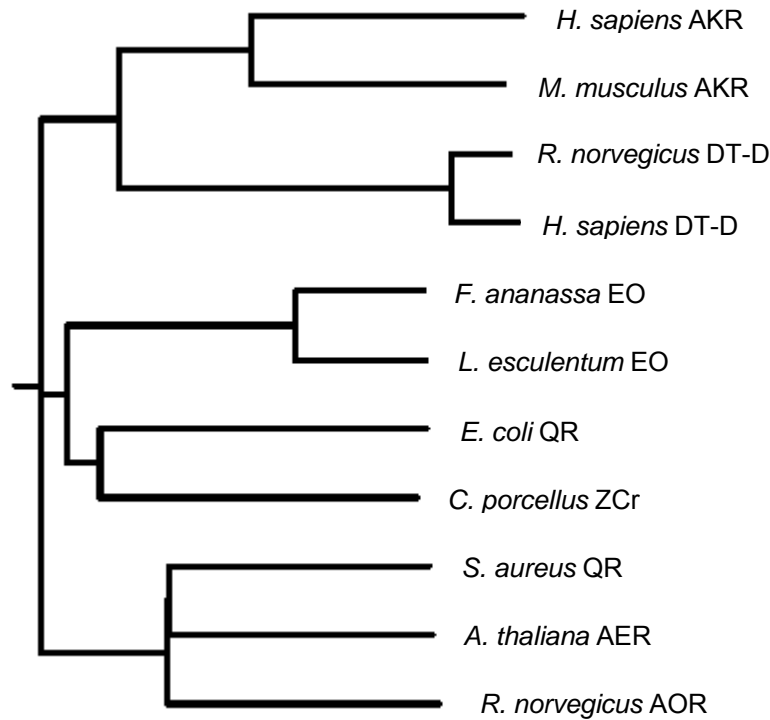 H. sapiens AKR
M. musculus AKR
R. norvegicus DT-D
H. sapiens DT-D
F. ananassa EO
L. esculentum EO
E. coli QR
C. porcellus ZCr
S. aureus QR
A. thaliana AER
R. norvegicus AOR